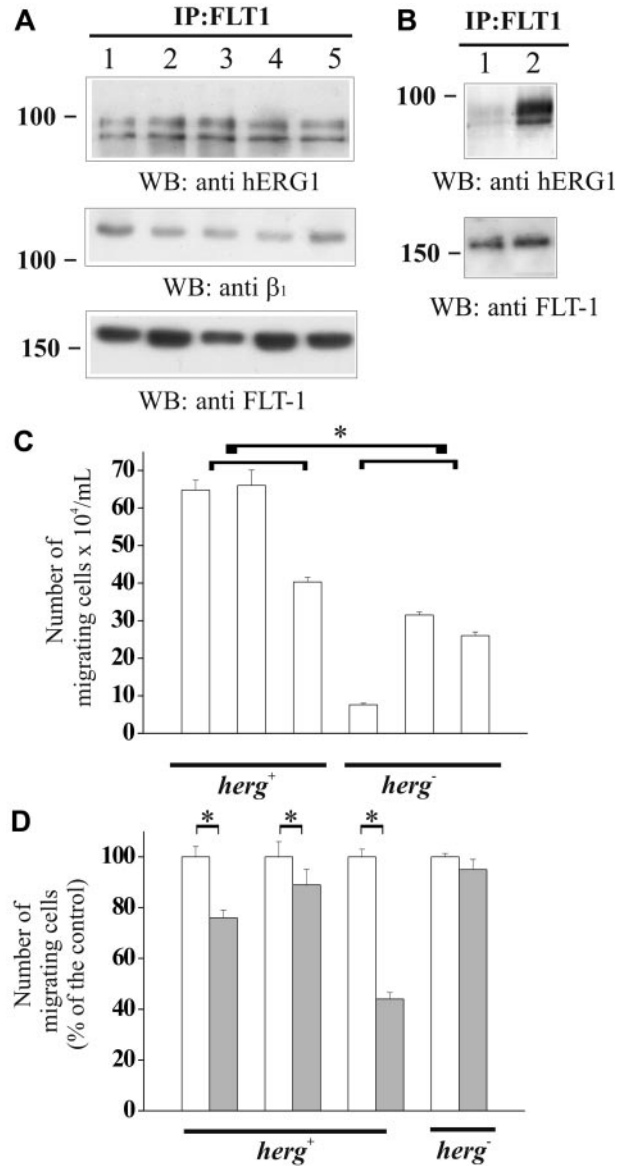 A
IP:FLT1
1 2 3 4 5
100
WB: anti hERG1
100
WB: anti β1
150
WB: anti FLT-1
B
IP:FLT1
1 2
100
WB: anti hERG1
150
WB: anti FLT-1
C
*
Number of
migrating cells x 10⁴/mL
70
60
50
40
30
20
10
0
herg⁺ herg⁻
D
* * *
Number of
migrating cells
(% of the control)
100
80
60
40
20
0
herg⁺ herg⁻